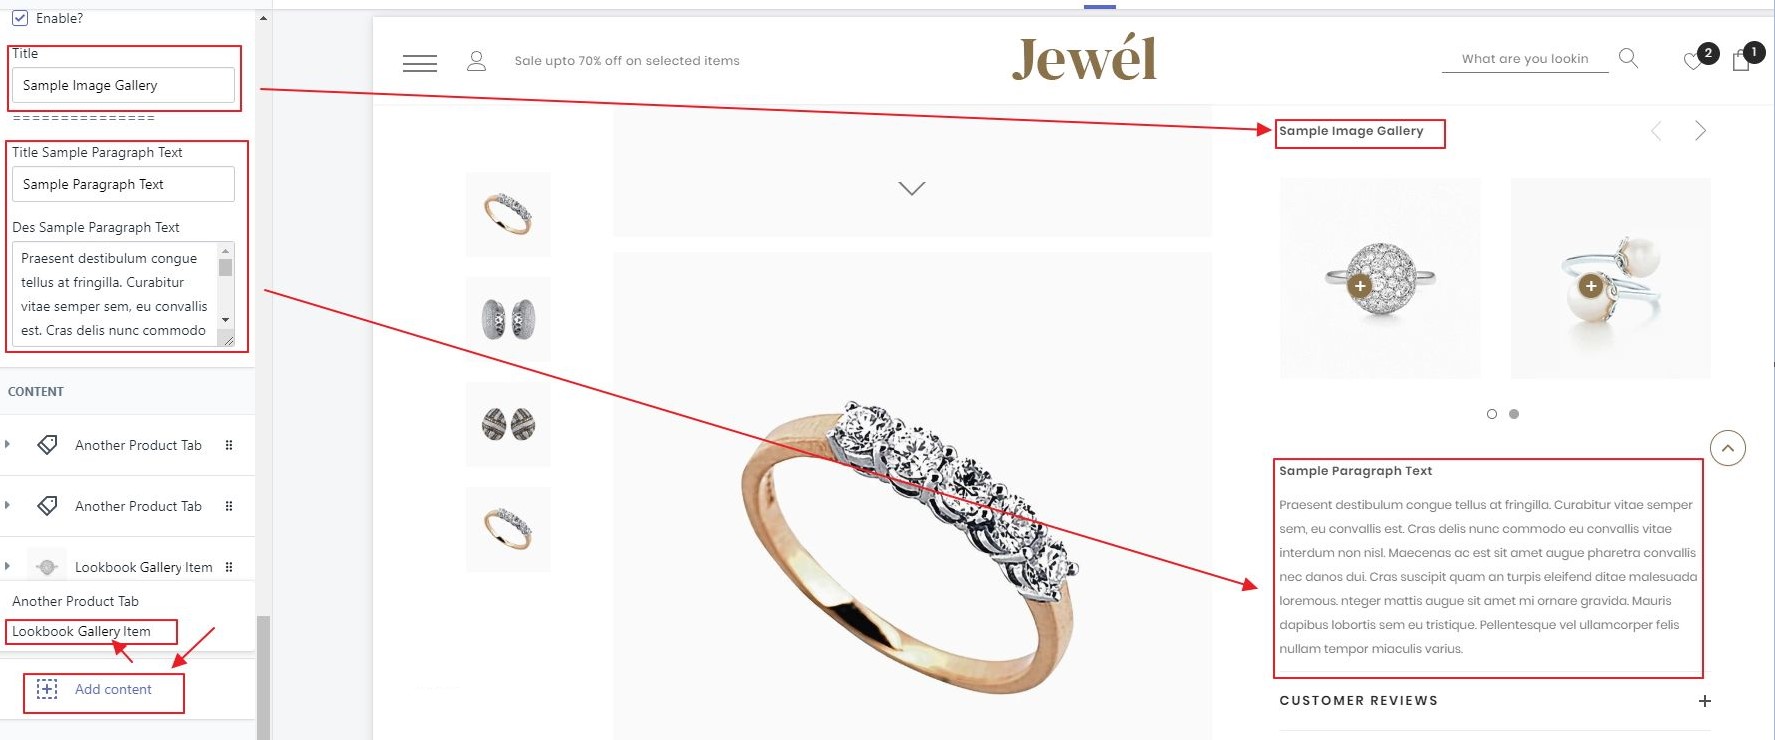 Enable?
Title
Sample Image Gallery
===============
Title Sample Paragraph Text
Sample Paragraph Text
Des Sample Paragraph Text
Praesent destibulum congue
tellus at fringilla. Curabitur
vitae semper sem, eu convallis
est. Cras delis nunc commodo
CONTENT
Another Product Tab
Another Product Tab
Lookbook Gallery Item
Another Product Tab
Lookbook Gallery Item
Add content
Sale upto 70% off on selected items
Jewél
What are you lookin
2
1
Sample Image Gallery
Sample Paragraph Text
Praesent destibulum congue tellus at fringilla. Curabitur vitae semper
sem, eu convallis est. Cras delis nunc commodo eu convallis vitae
interdum non nisl. Maecenas ac est sit amet augue pharetra convallis
nec danos dui. Cras suscipit quam an turpis eleifend ditae malesuada
loremous. nteger mattis augue sit amet mi ornare gravida. Mauris
dapibus lobortis sem eu tristique. Pellentesque vel ullamcorper felis
nullam tempor miaculis varius.
CUSTOMER REVIEWS